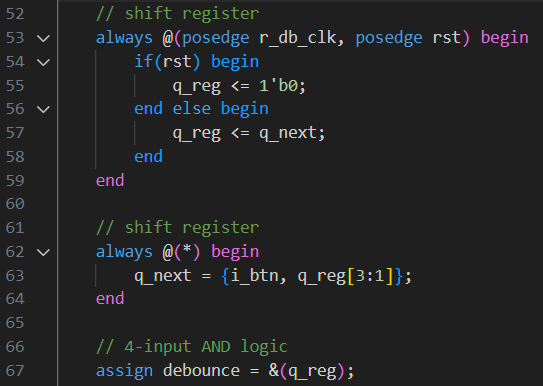 52 // shift register
53 always @(posedge r_db_clk, posedge rst) begin
54 if(rst) begin
55 q_reg <= 1'b0;
56 end else begin
57 q_reg <= q_next;
58 end
59 end
60
61 // shift register
62 always @(*) begin
63 q_next = {i_btn, q_reg[3:1]};
64 end
65
66 // 4-input AND logic
67 assign debounce = &(q_reg);